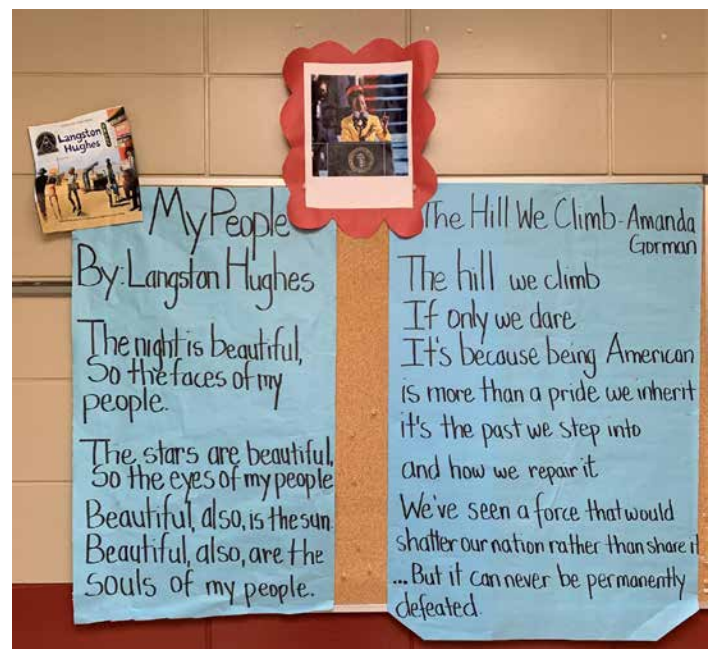 Langston
Hughes
My People
By: Langston Hughes
The night is beautiful,
So the faces of my
people.
The stars are beautiful,
So the eyes of my people
Beautiful, also, is the sun.
Beautiful, also, are the
souls of my people.
The Hill We Climb - Amanda
Gorman
The hill we climb
If only we dare
It's because being American
is more than a pride we inherit
it's the past we step into
and how we repair it
We've seen a force that would
shatter our nation rather than share it
...But it can never be permanently
defeated.